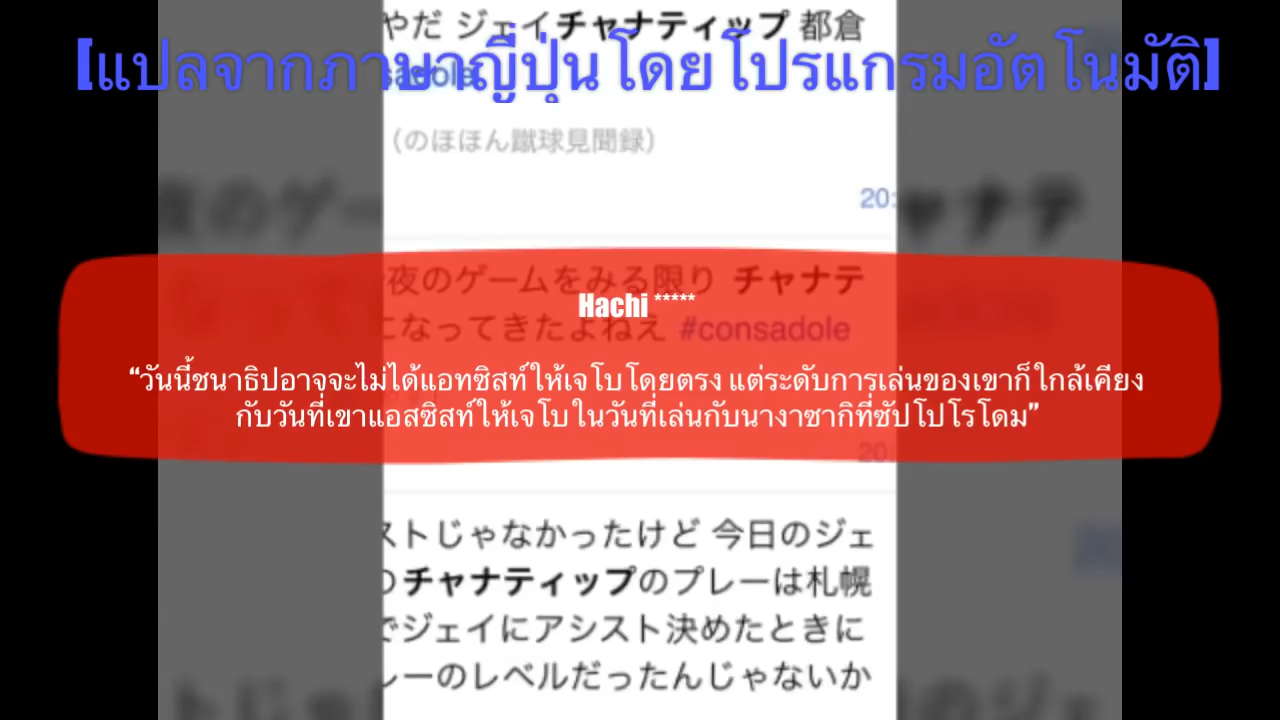 やだ ジェイチャナティップ 都倉
[แปลจากภาษาญี่ปุ่นโดยโปรแกรมอัตโนมัติ]
sadole
(のほほん蹴球見聞録)
20:
夜のゲームをみる限り チャナテ
Hachi *****
になってきたよねえ #consadole
“วันนี้ชนาธิปอาจจะไม่ได้แอทซิสท์ให้เจโบโดยตรง แต่ระดับการเล่นของเขาก็ใกล้เคียง
กับวันที่เขาแอสซิสท์ให้เจโบในวันที่เล่นกับนางาซากิที่ซัปโปโรโดม”
20:
ストじゃなかったけど 今日のジェ
のチャナティップのプレーは札幌
でジェイにアシスト決めたときに
レーのレベルだったんじゃないか